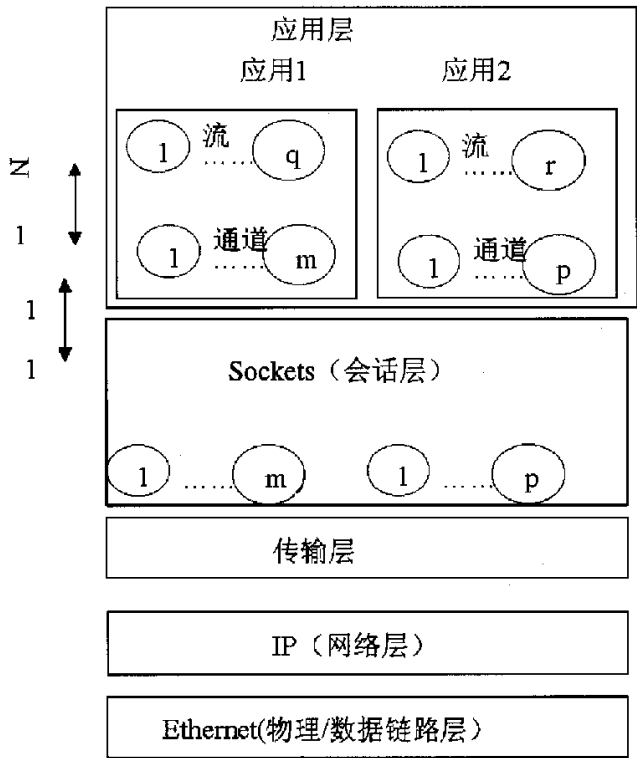 应用层
应用1 应用2
1 流 …… q
1 流 …… r
N
1 通道 …… m
1 通道 …… p
1
1
1
Sockets（会话层）
1 …… m 1 …… p
传输层
IP（网络层）
Ethernet(物理/数据链路层）